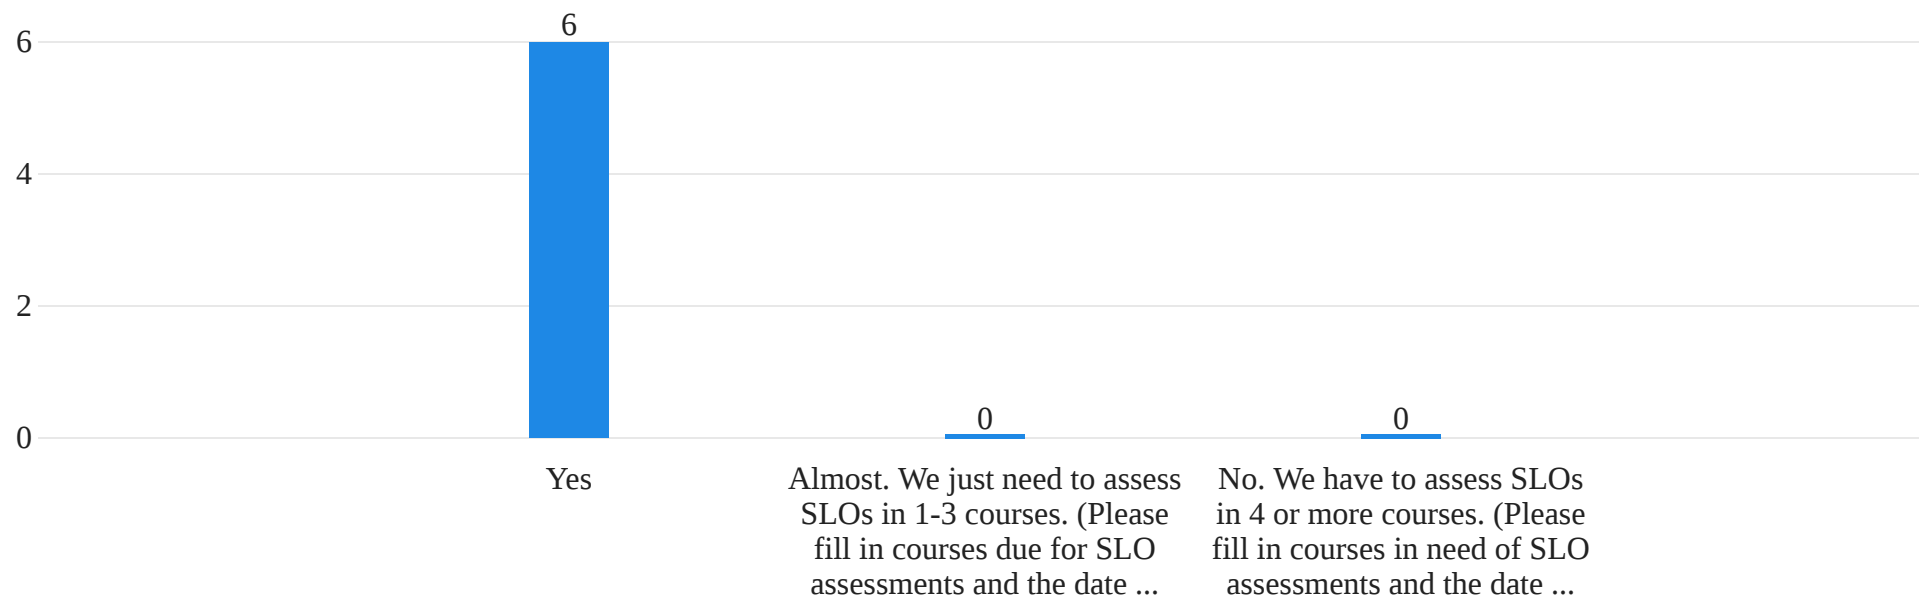 6
6
4
2
0
0
0
Yes
Almost. We just need to assess
SLOs in 1-3 courses. (Please
fill in courses due for SLO
assessments and the date ...
No. We have to assess SLOs
in 4 or more courses. (Please
fill in courses in need of SLO
assessments and the date ...